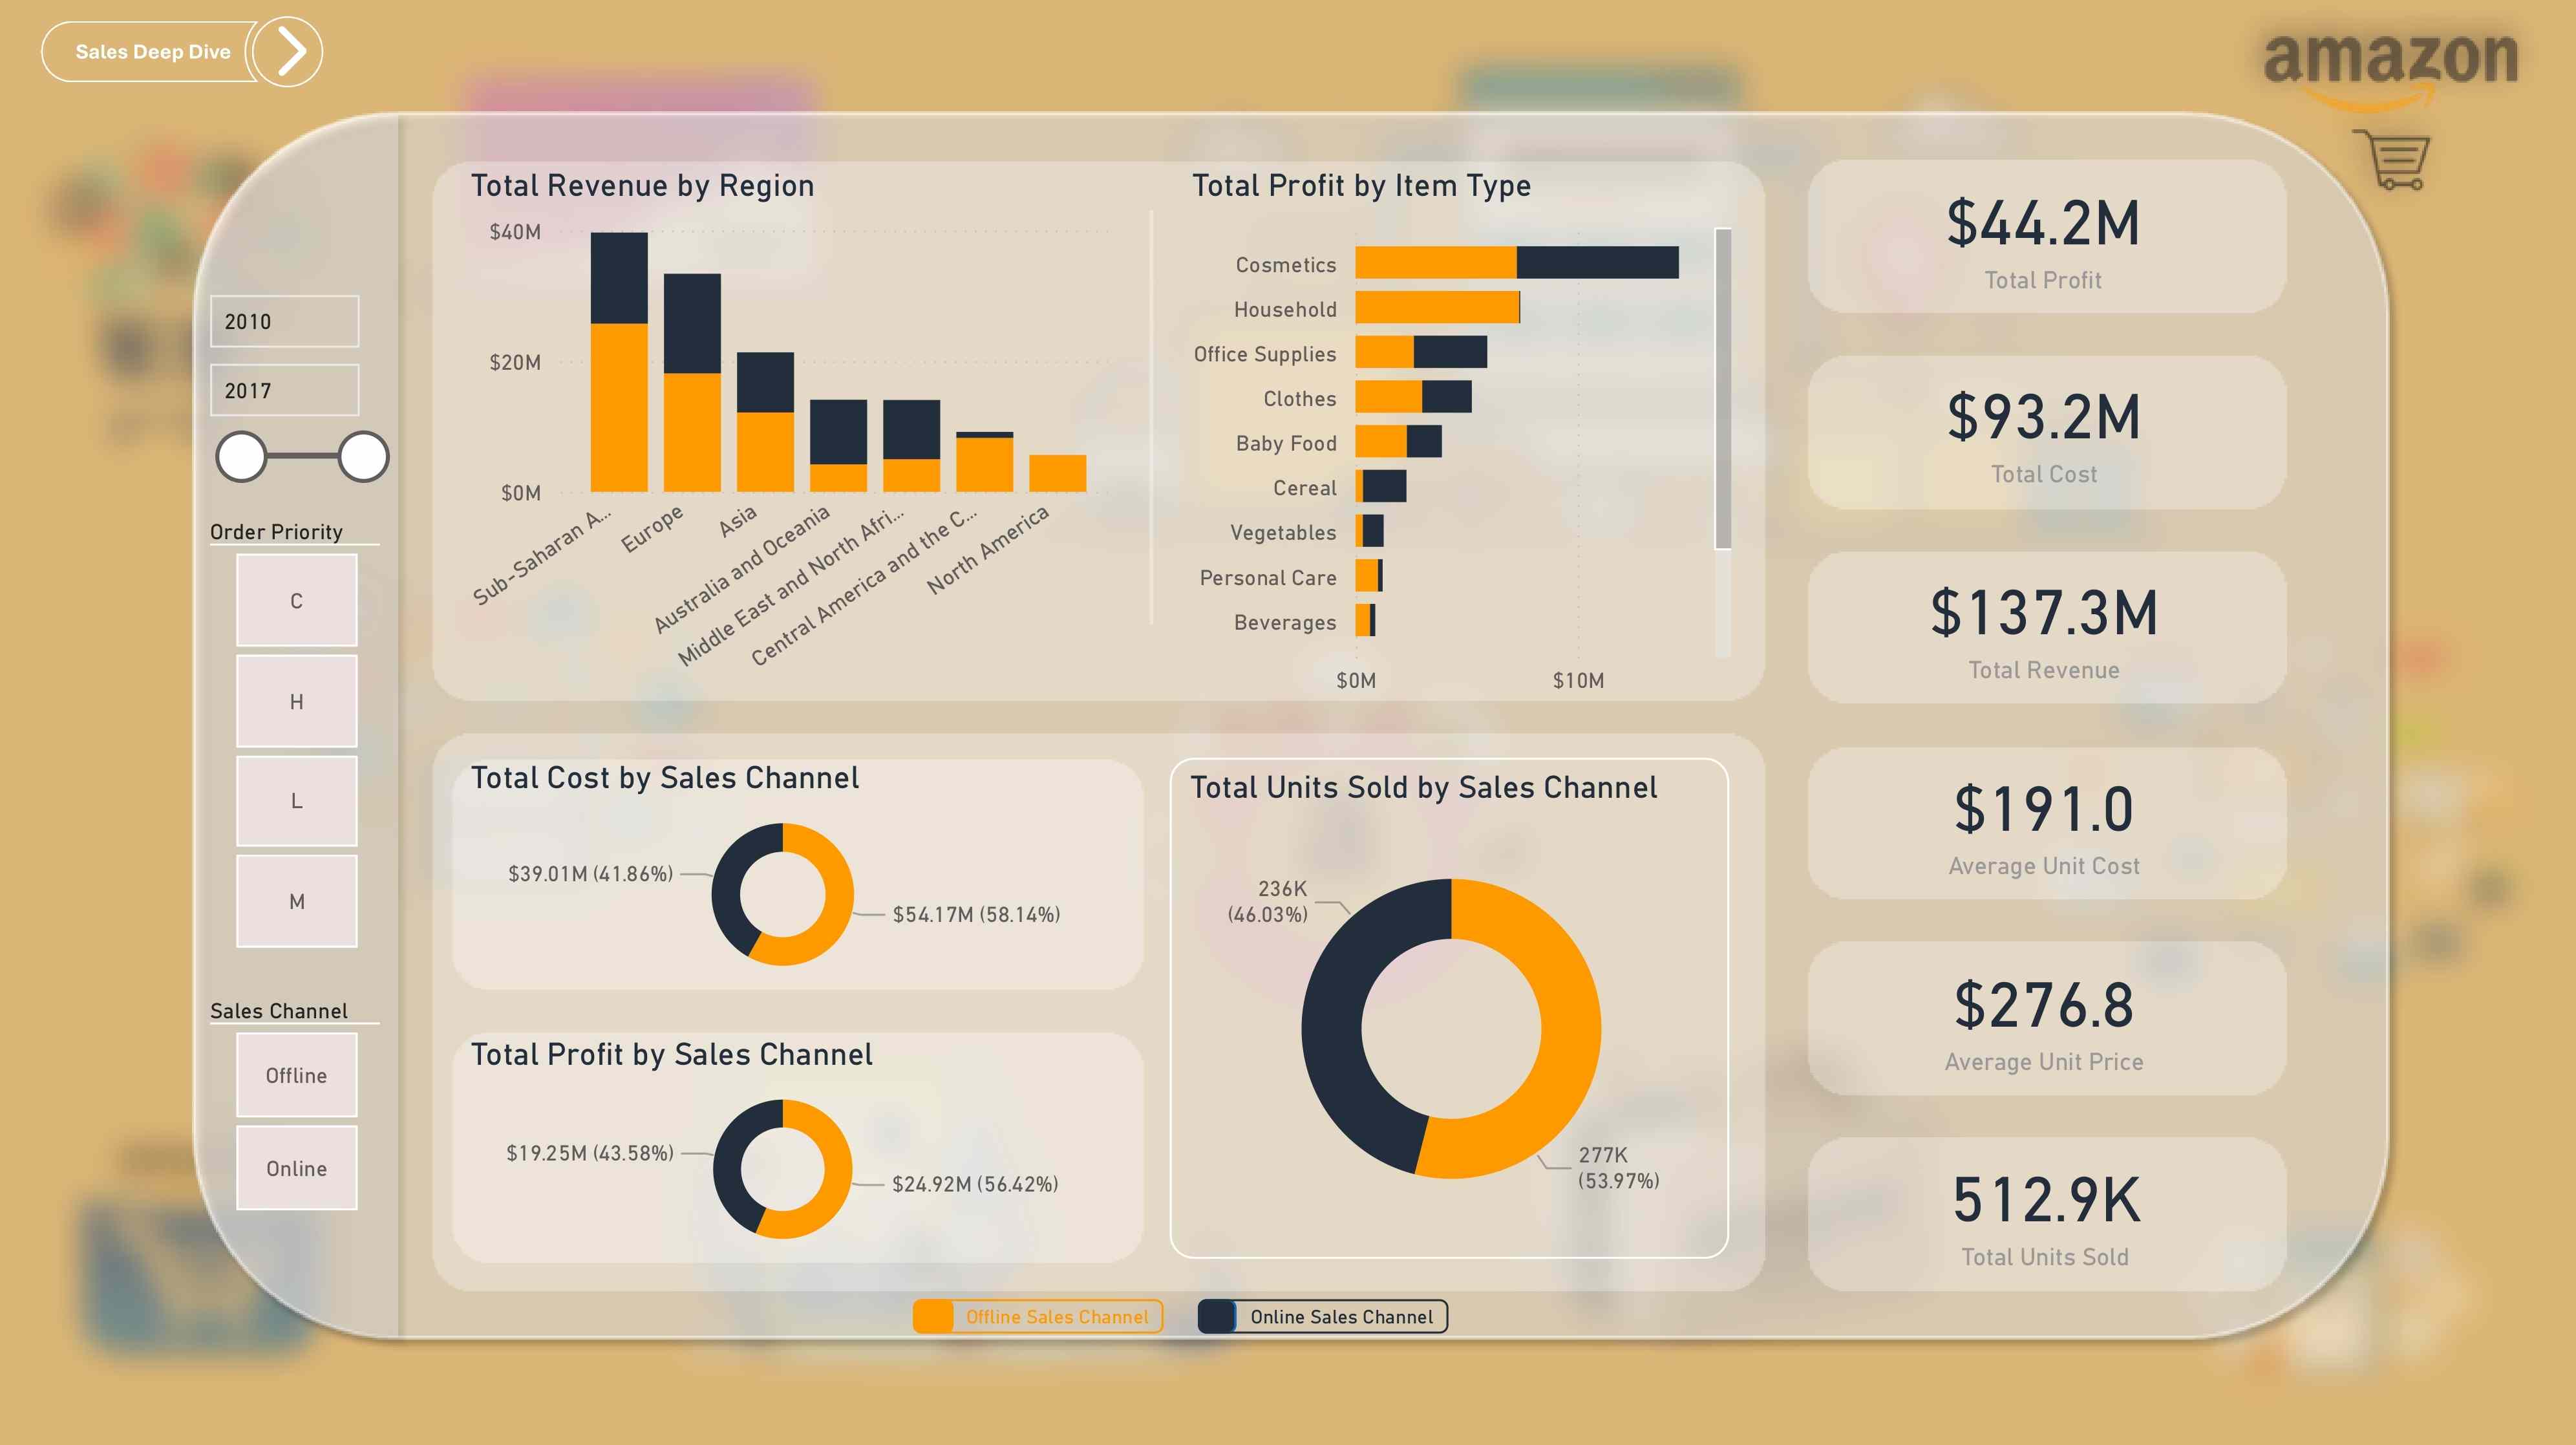 Sales Deep Dive
amazon
2010
2017
Order Priority
C
H
L
M
Sales Channel
Offline
Online
Total Revenue by Region
$40M
$20M
$0M
Sub-Saharan A...
Europe
Asia
Australia and Oceania
Middle East and North Afri...
Central America and the C...
North America
Total Profit by Item Type
Cosmetics
Household
Office Supplies
Clothes
Baby Food
Cereal
Vegetables
Personal Care
Beverages
$0M
$10M
Total Cost by Sales Channel
$39.01M (41.86%)
$54.17M (58.14%)
Total Profit by Sales Channel
$19.25M (43.58%)
$24.92M (56.42%)
Total Units Sold by Sales Channel
236K
(46.03%)
277K
(53.97%)
Offline Sales Channel
Online Sales Channel
$44.2M
Total Profit
$93.2M
Total Cost
$137.3M
Total Revenue
$191.0
Average Unit Cost
$276.8
Average Unit Price
512.9K
Total Units Sold